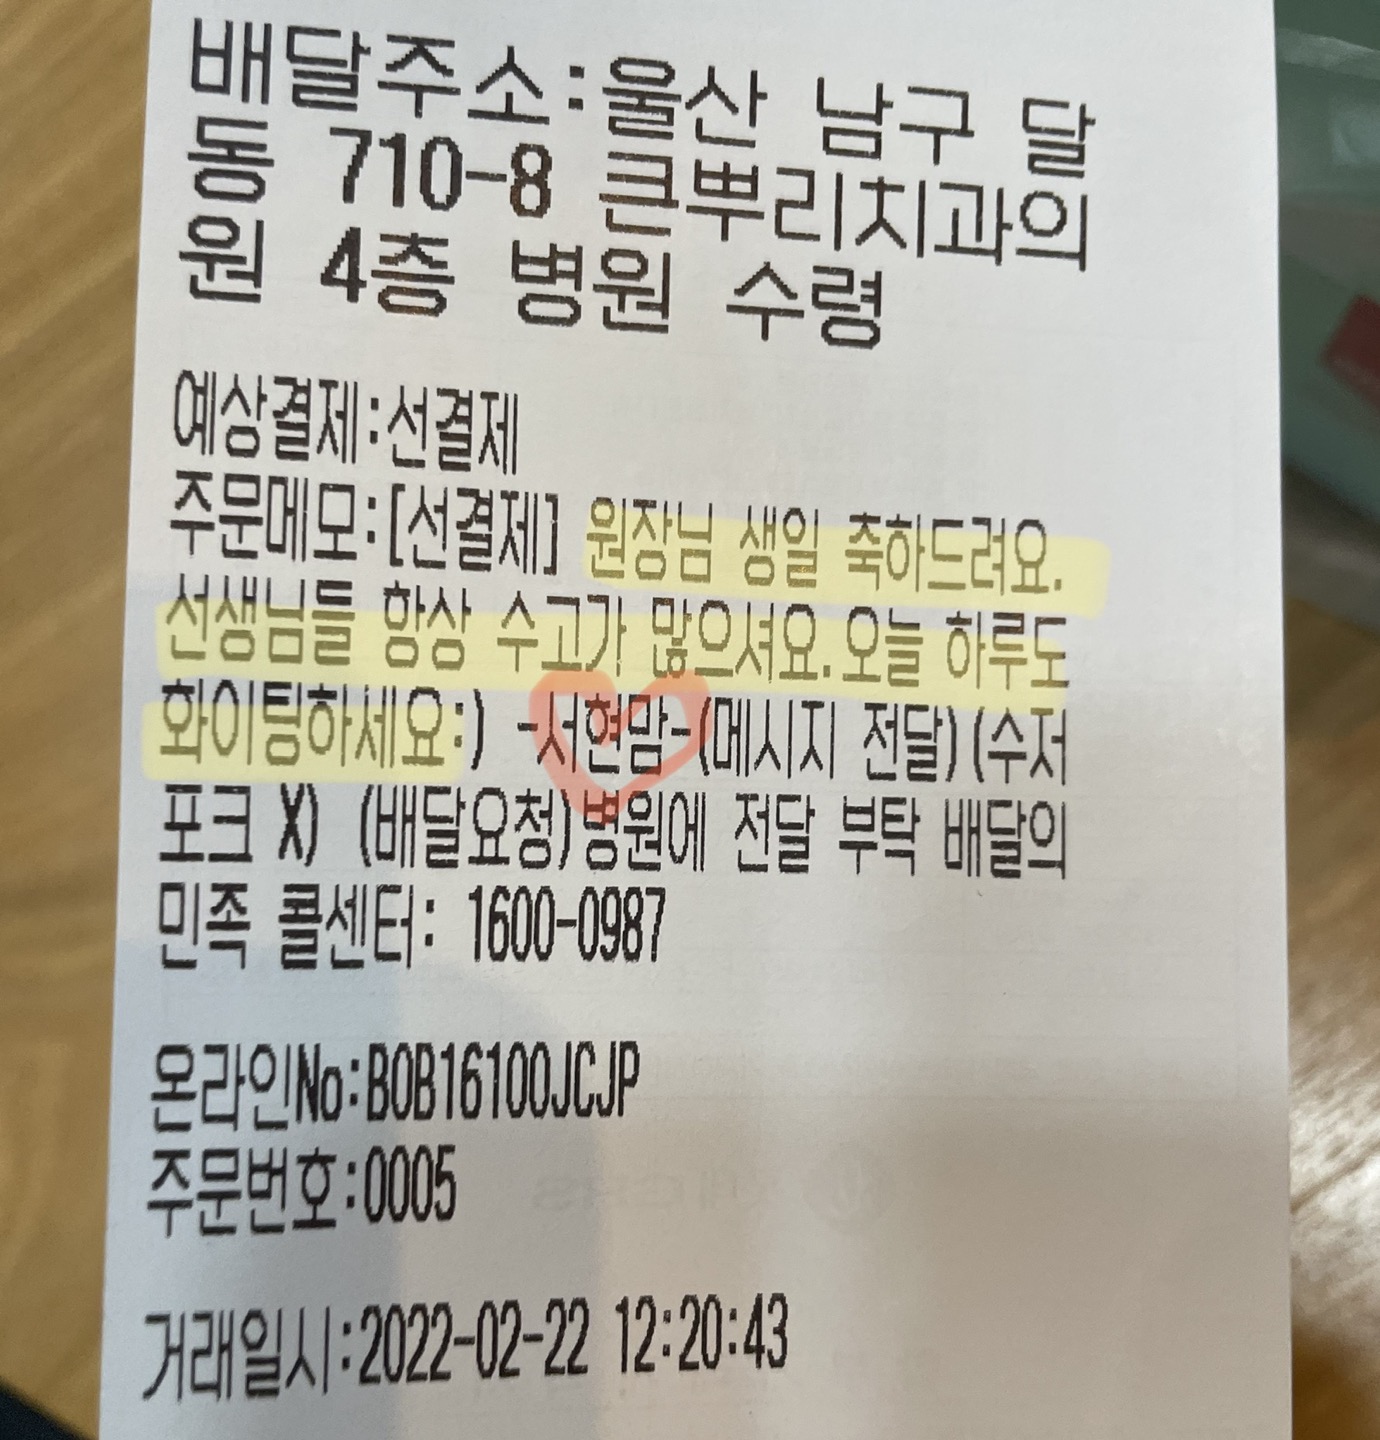 배달주소:울산 남구 달
동 710-8 큰뿌리치과의
원 4층 병원 수령
예상결제:선결제
주문메모:[선결제] 원장님 생일 축하드려요.
선생님들 항상 수고가 많으셔요.오늘 하루도
화이팅하세요:) -서현맘-(메시지 전달)(수저
포크 X) (배달요청)병원에 전달 부탁 배달의
민족 콜센터: 1600-0987
온라인No:B0B16100JCJP
주문번호:0005
거래일시:2022-02-22 12:20:43